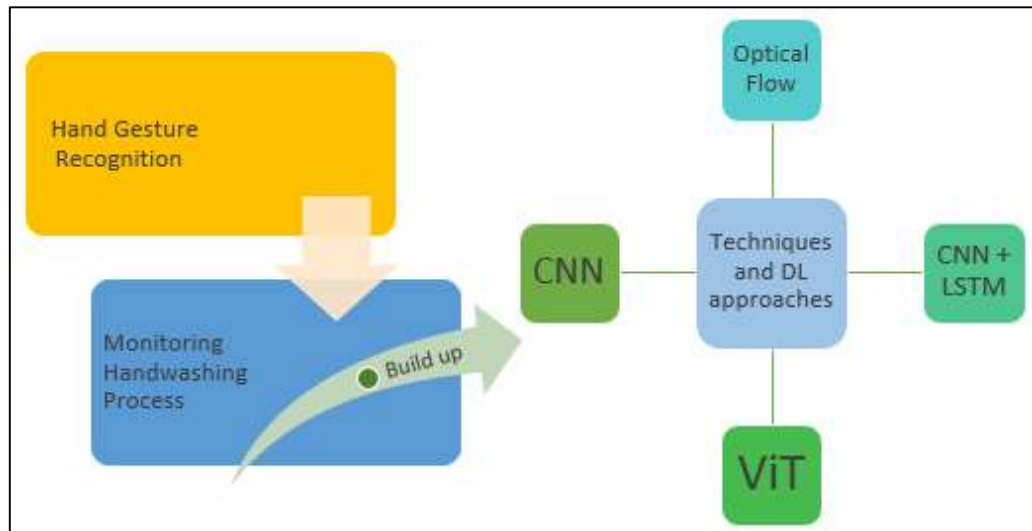 Hand Gesture
Recognition
Monitoring
Handwashing
Process
Build up
Optical
Flow
CNN
Techniques
and DL
approaches
CNN +
LSTM
ViT